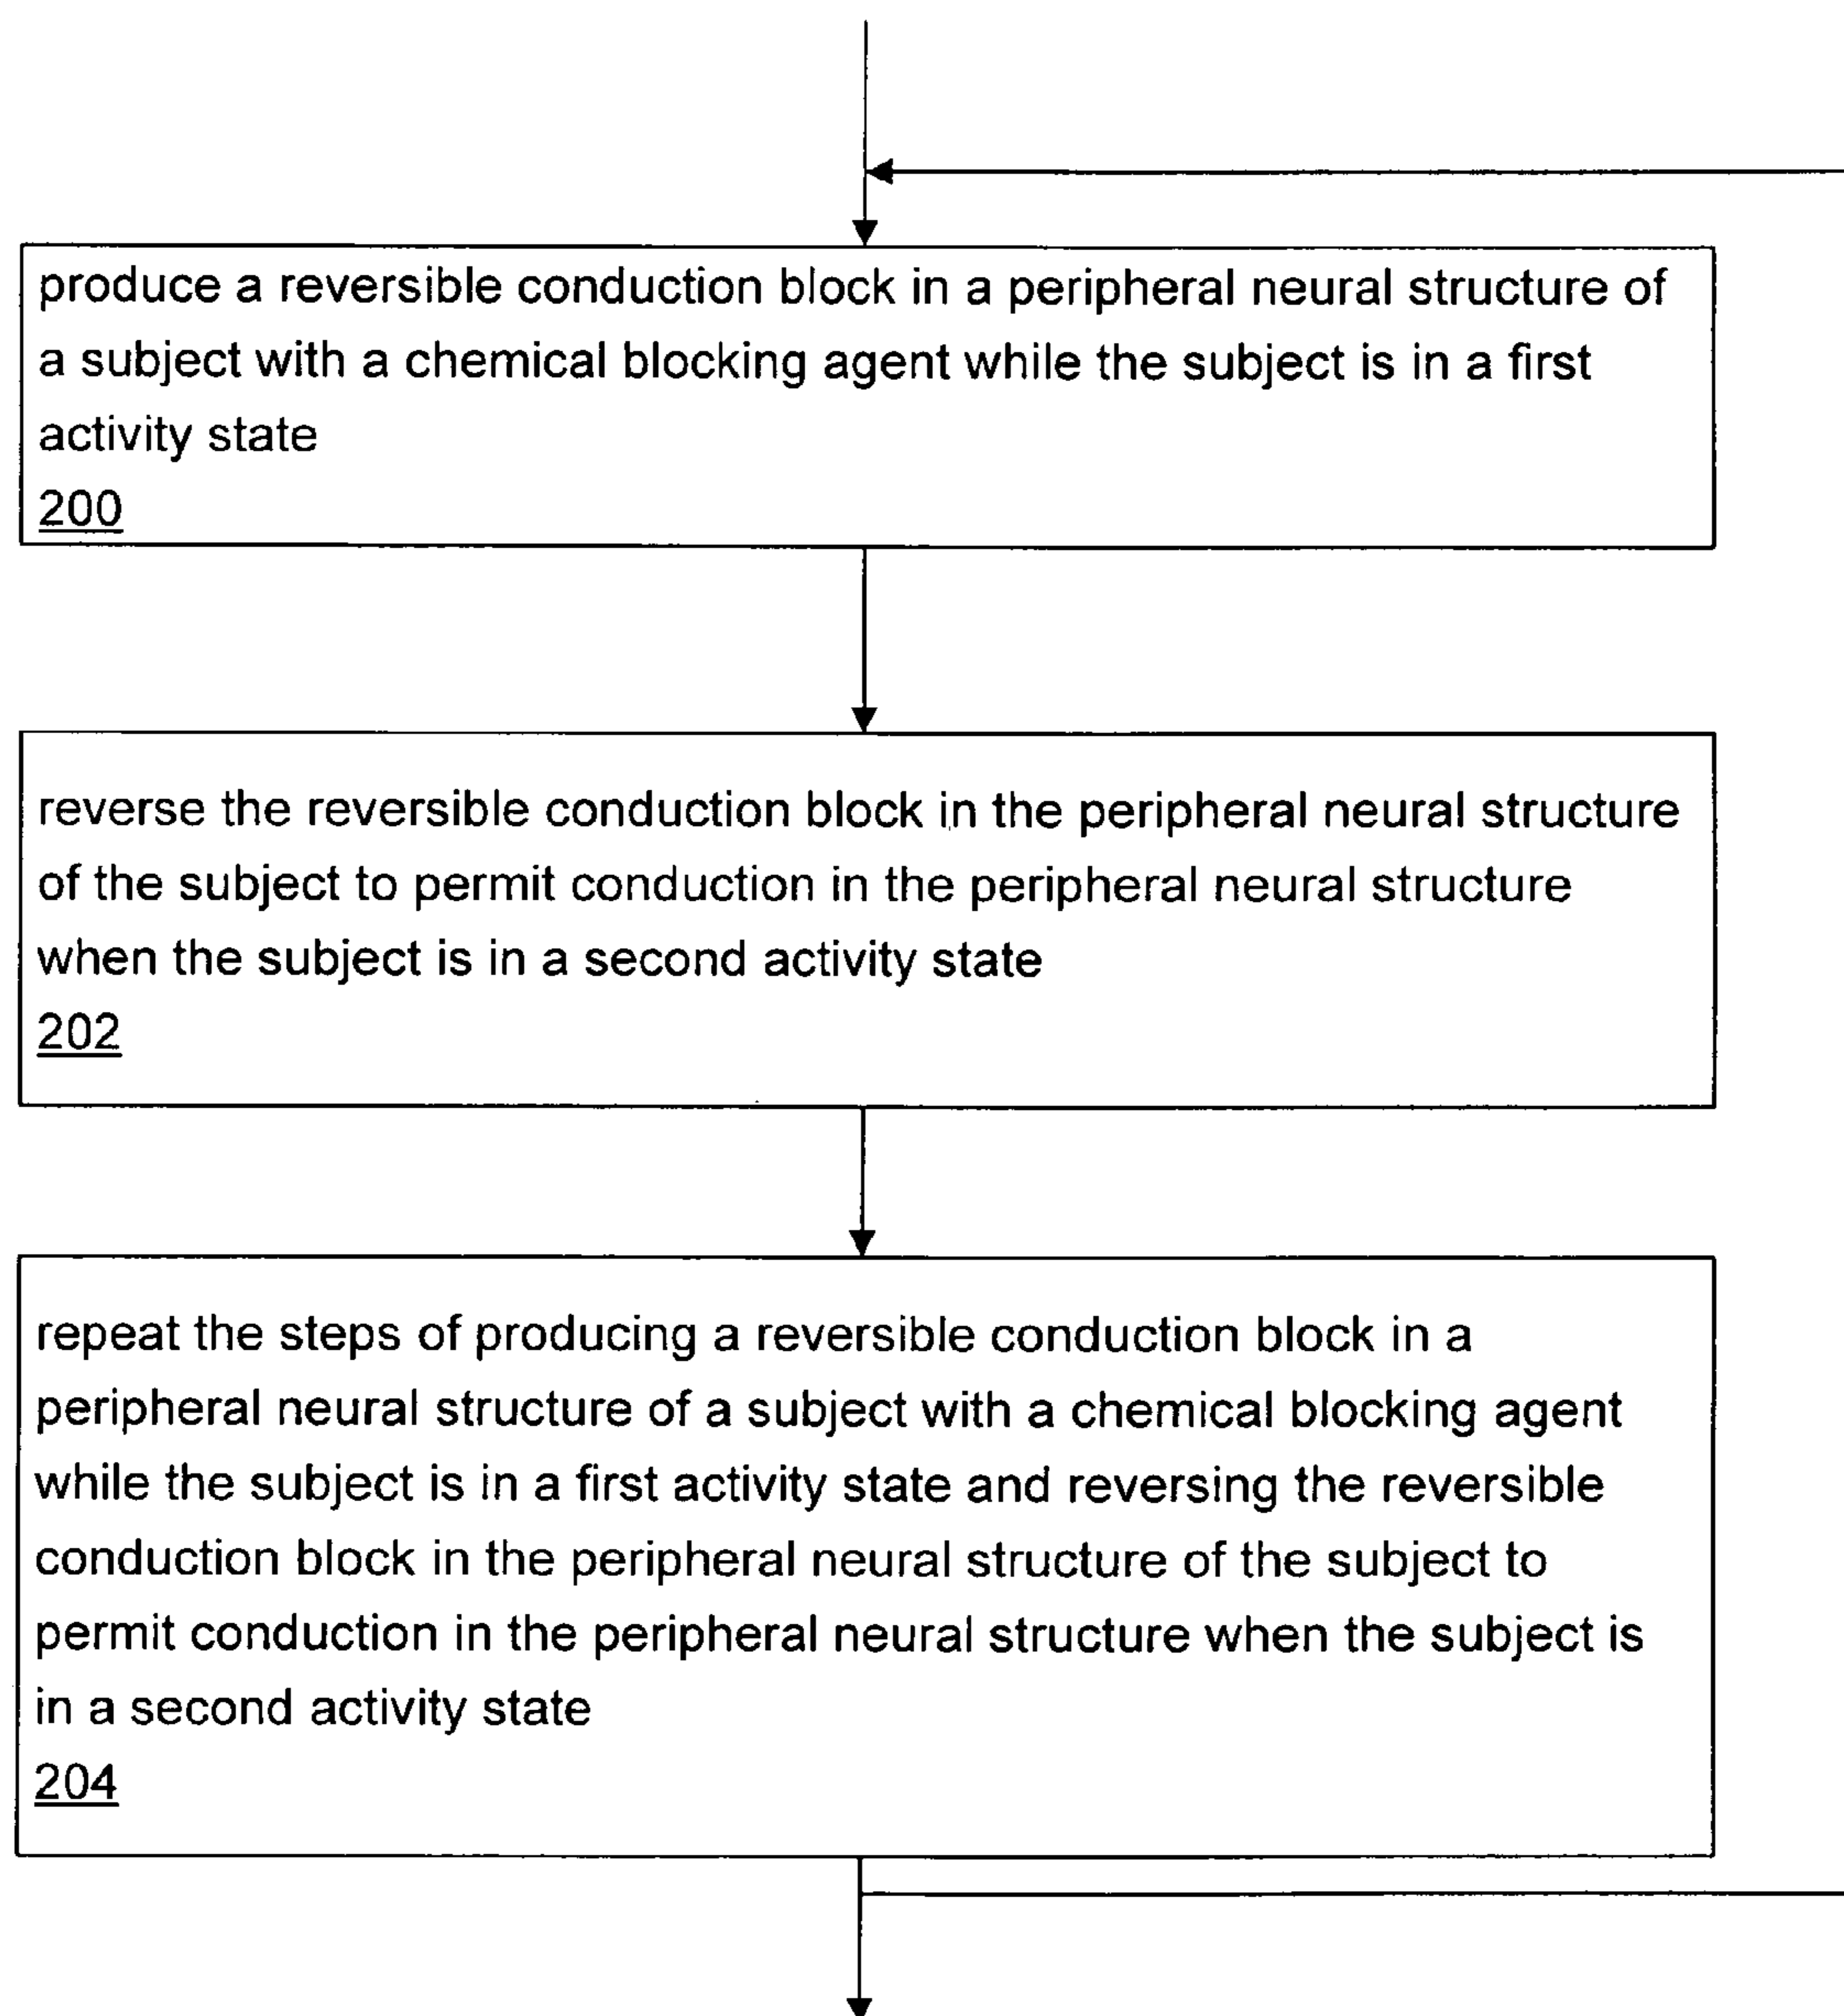 produce a reversible conduction block in a peripheral neural structure of
a subject with a chemical blocking agent while the subject is in a first
activity state
200
reverse the reversible conduction block in the peripheral neural structure
of the subject to permit conduction in the peripheral neural structure
when the subject is in a second activity state
202
repeat the steps of producing a reversible conduction block in a
peripheral neural structure of a subject with a chemical blocking agent
while the subject is in a first activity state and reversing the reversible
conduction block in the peripheral neural structure of the subject to
permit conduction in the peripheral neural structure when the subject is
in a second activity state
204